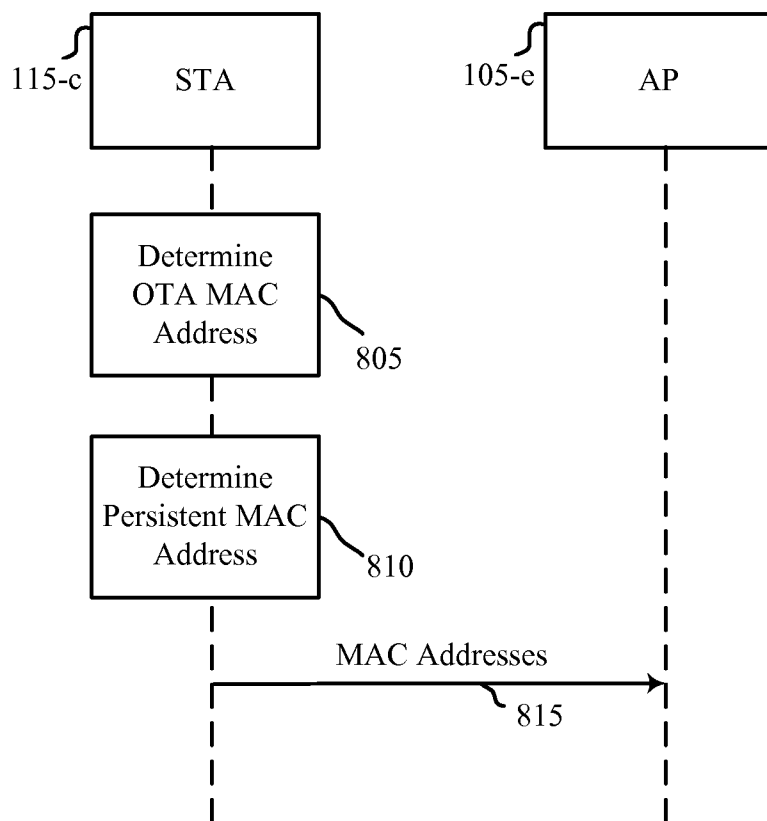 115-c
STA
105-e
AP
Determine
OTA MAC
Address
805
Determine
Persistent MAC
Address
810
MAC Addresses
815